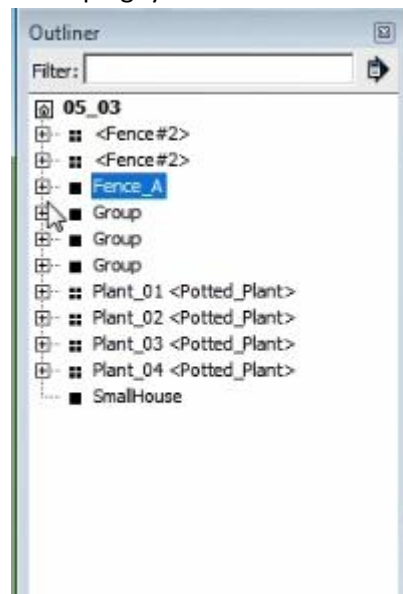 Outliner
Filter:
05_03
<Fence#2>
<Fence#2>
Fence_A
Group
Group
Group
Plant_01 <Potted_Plant>
Plant_02 <Potted_Plant>
Plant_03 <Potted_Plant>
Plant_04 <Potted_Plant>
SmallHouse